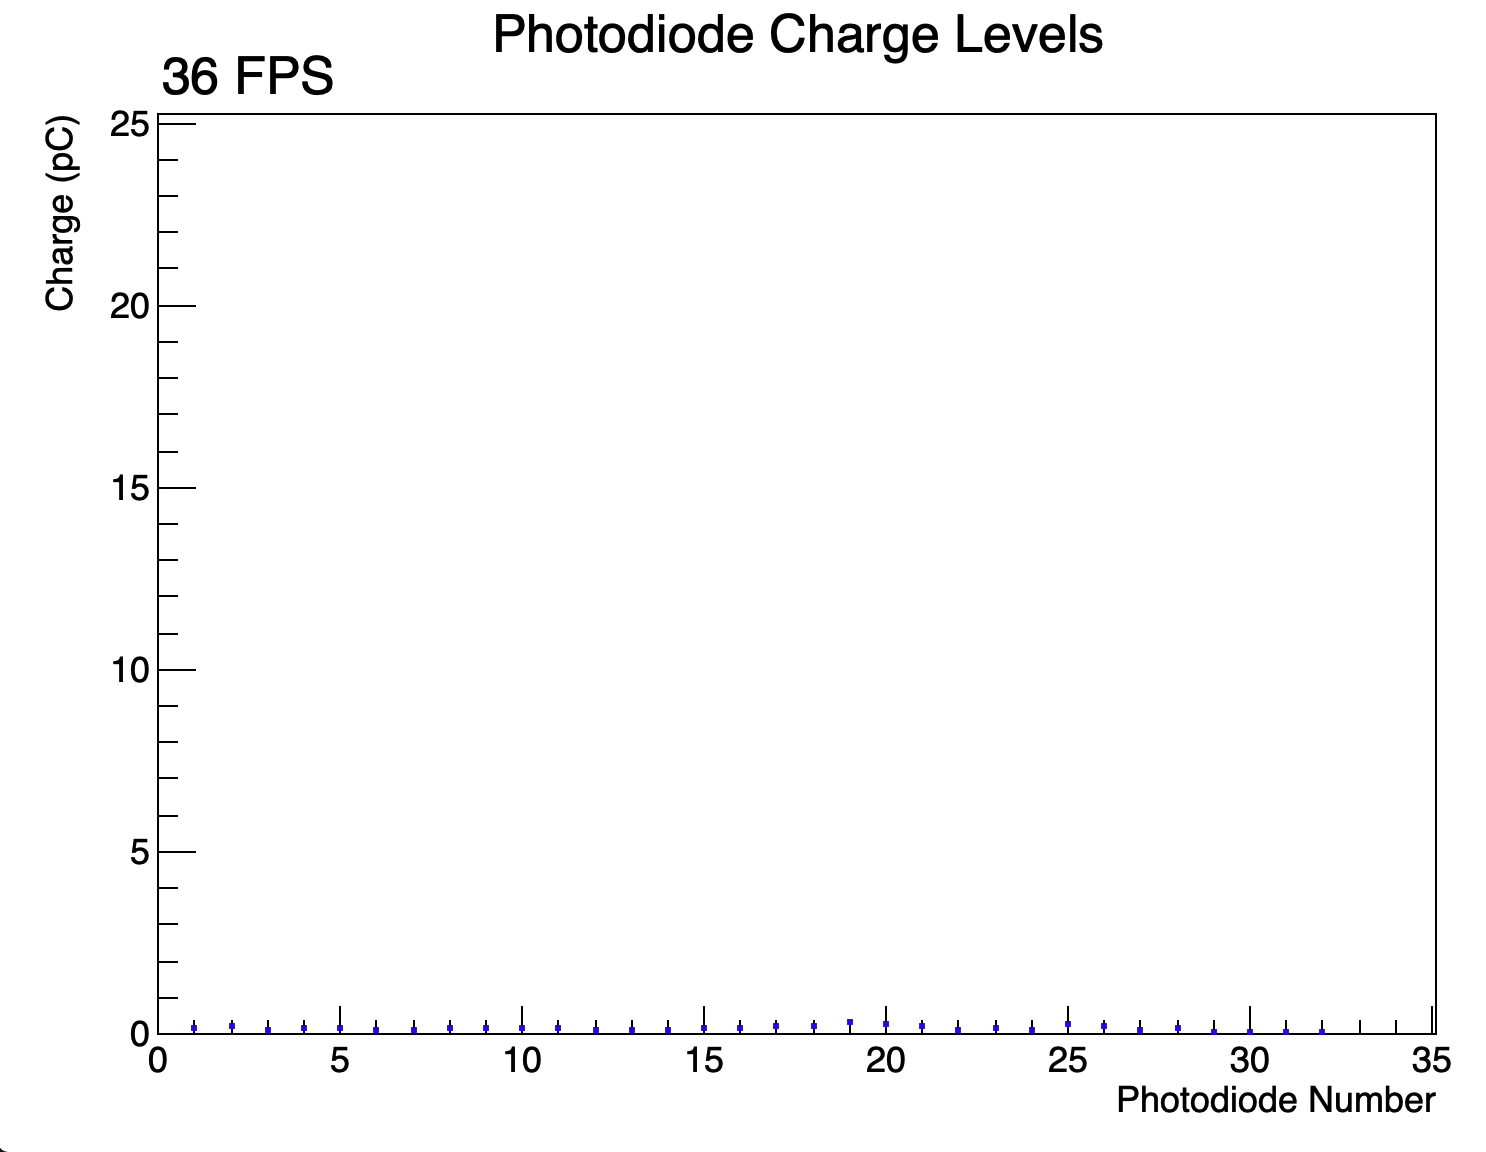 Photodiode Charge Levels
36 FPS
Charge (pC)
25
20
15
10
5
0
0 5 10 15 20 25 30 35
Photodiode Number